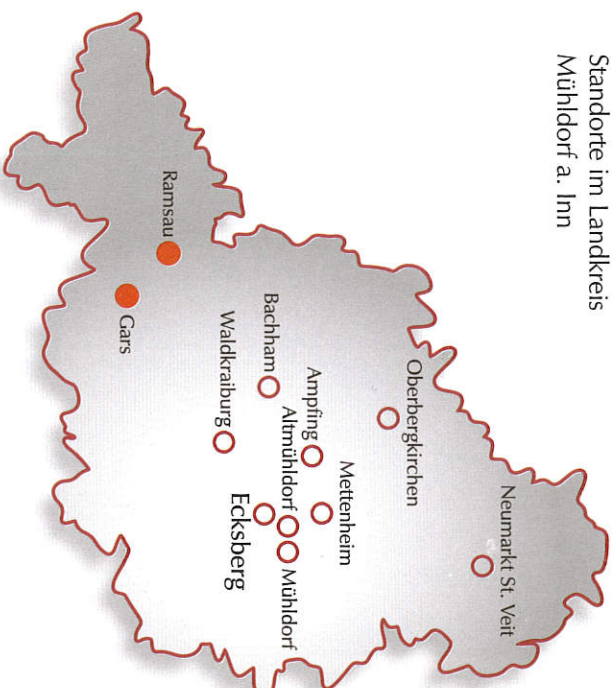 Standorte im Landkreis
Mühldorf a. Inn
Neumarkt St. Veit
Oberbergkirchen
Mettenheim
Ampfing
Altmühldorf
Mühldorf
Bachham
Ecksberg
Waldkraiburg
Ramsau
Gars